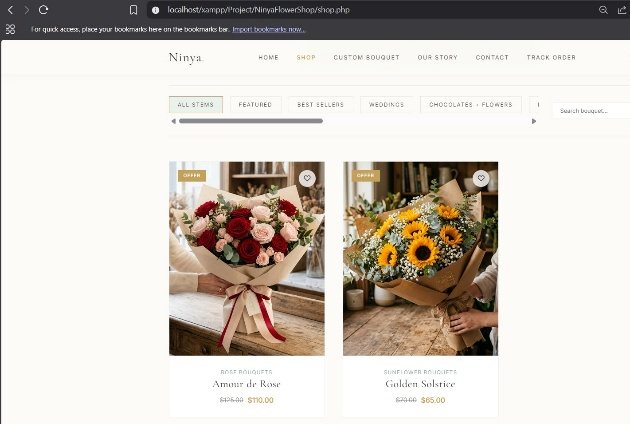 localhost/xampp/Project/NinyaFlowerShop/shop.php
For quick access, place your bookmarks here on the bookmarks bar. Import bookmarks now...
Ninya.
HOME SHOP CUSTOM BOUQUET OUR STORY CONTACT TRACK ORDER
ALL STEMS FEATURED BEST SELLERS WEDDINGS CHOCOLATES + FLOWERS
Search bouquet...
OFFER OFFER
ROSE BOUQUETS SUNFLOWER BOUQUETS
Amour de Rose Golden Solstice
$125.00 $110.00 $70.00 $65.00